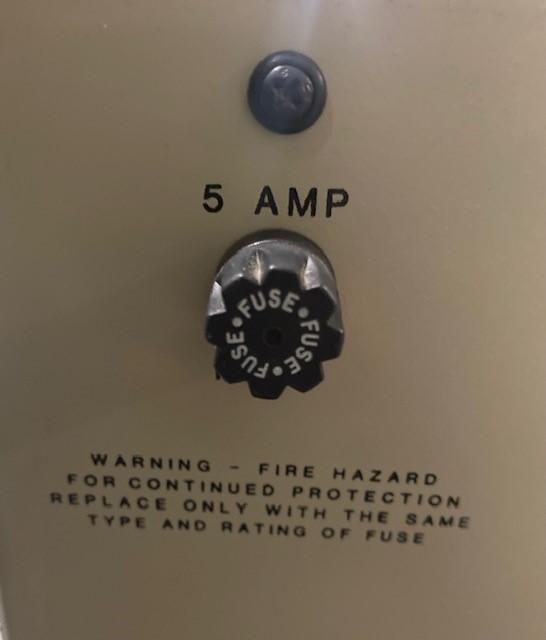 5 AMP
FUSE • FUSE • FUSE • FUSE •
WARNING - FIRE HAZARD
FOR CONTINUED PROTECTION
REPLACE ONLY WITH THE SAME
TYPE AND RATING OF FUSE